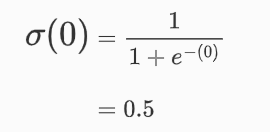 σ(0) = 1 / (1 + e^{-(0)})
= 0.5